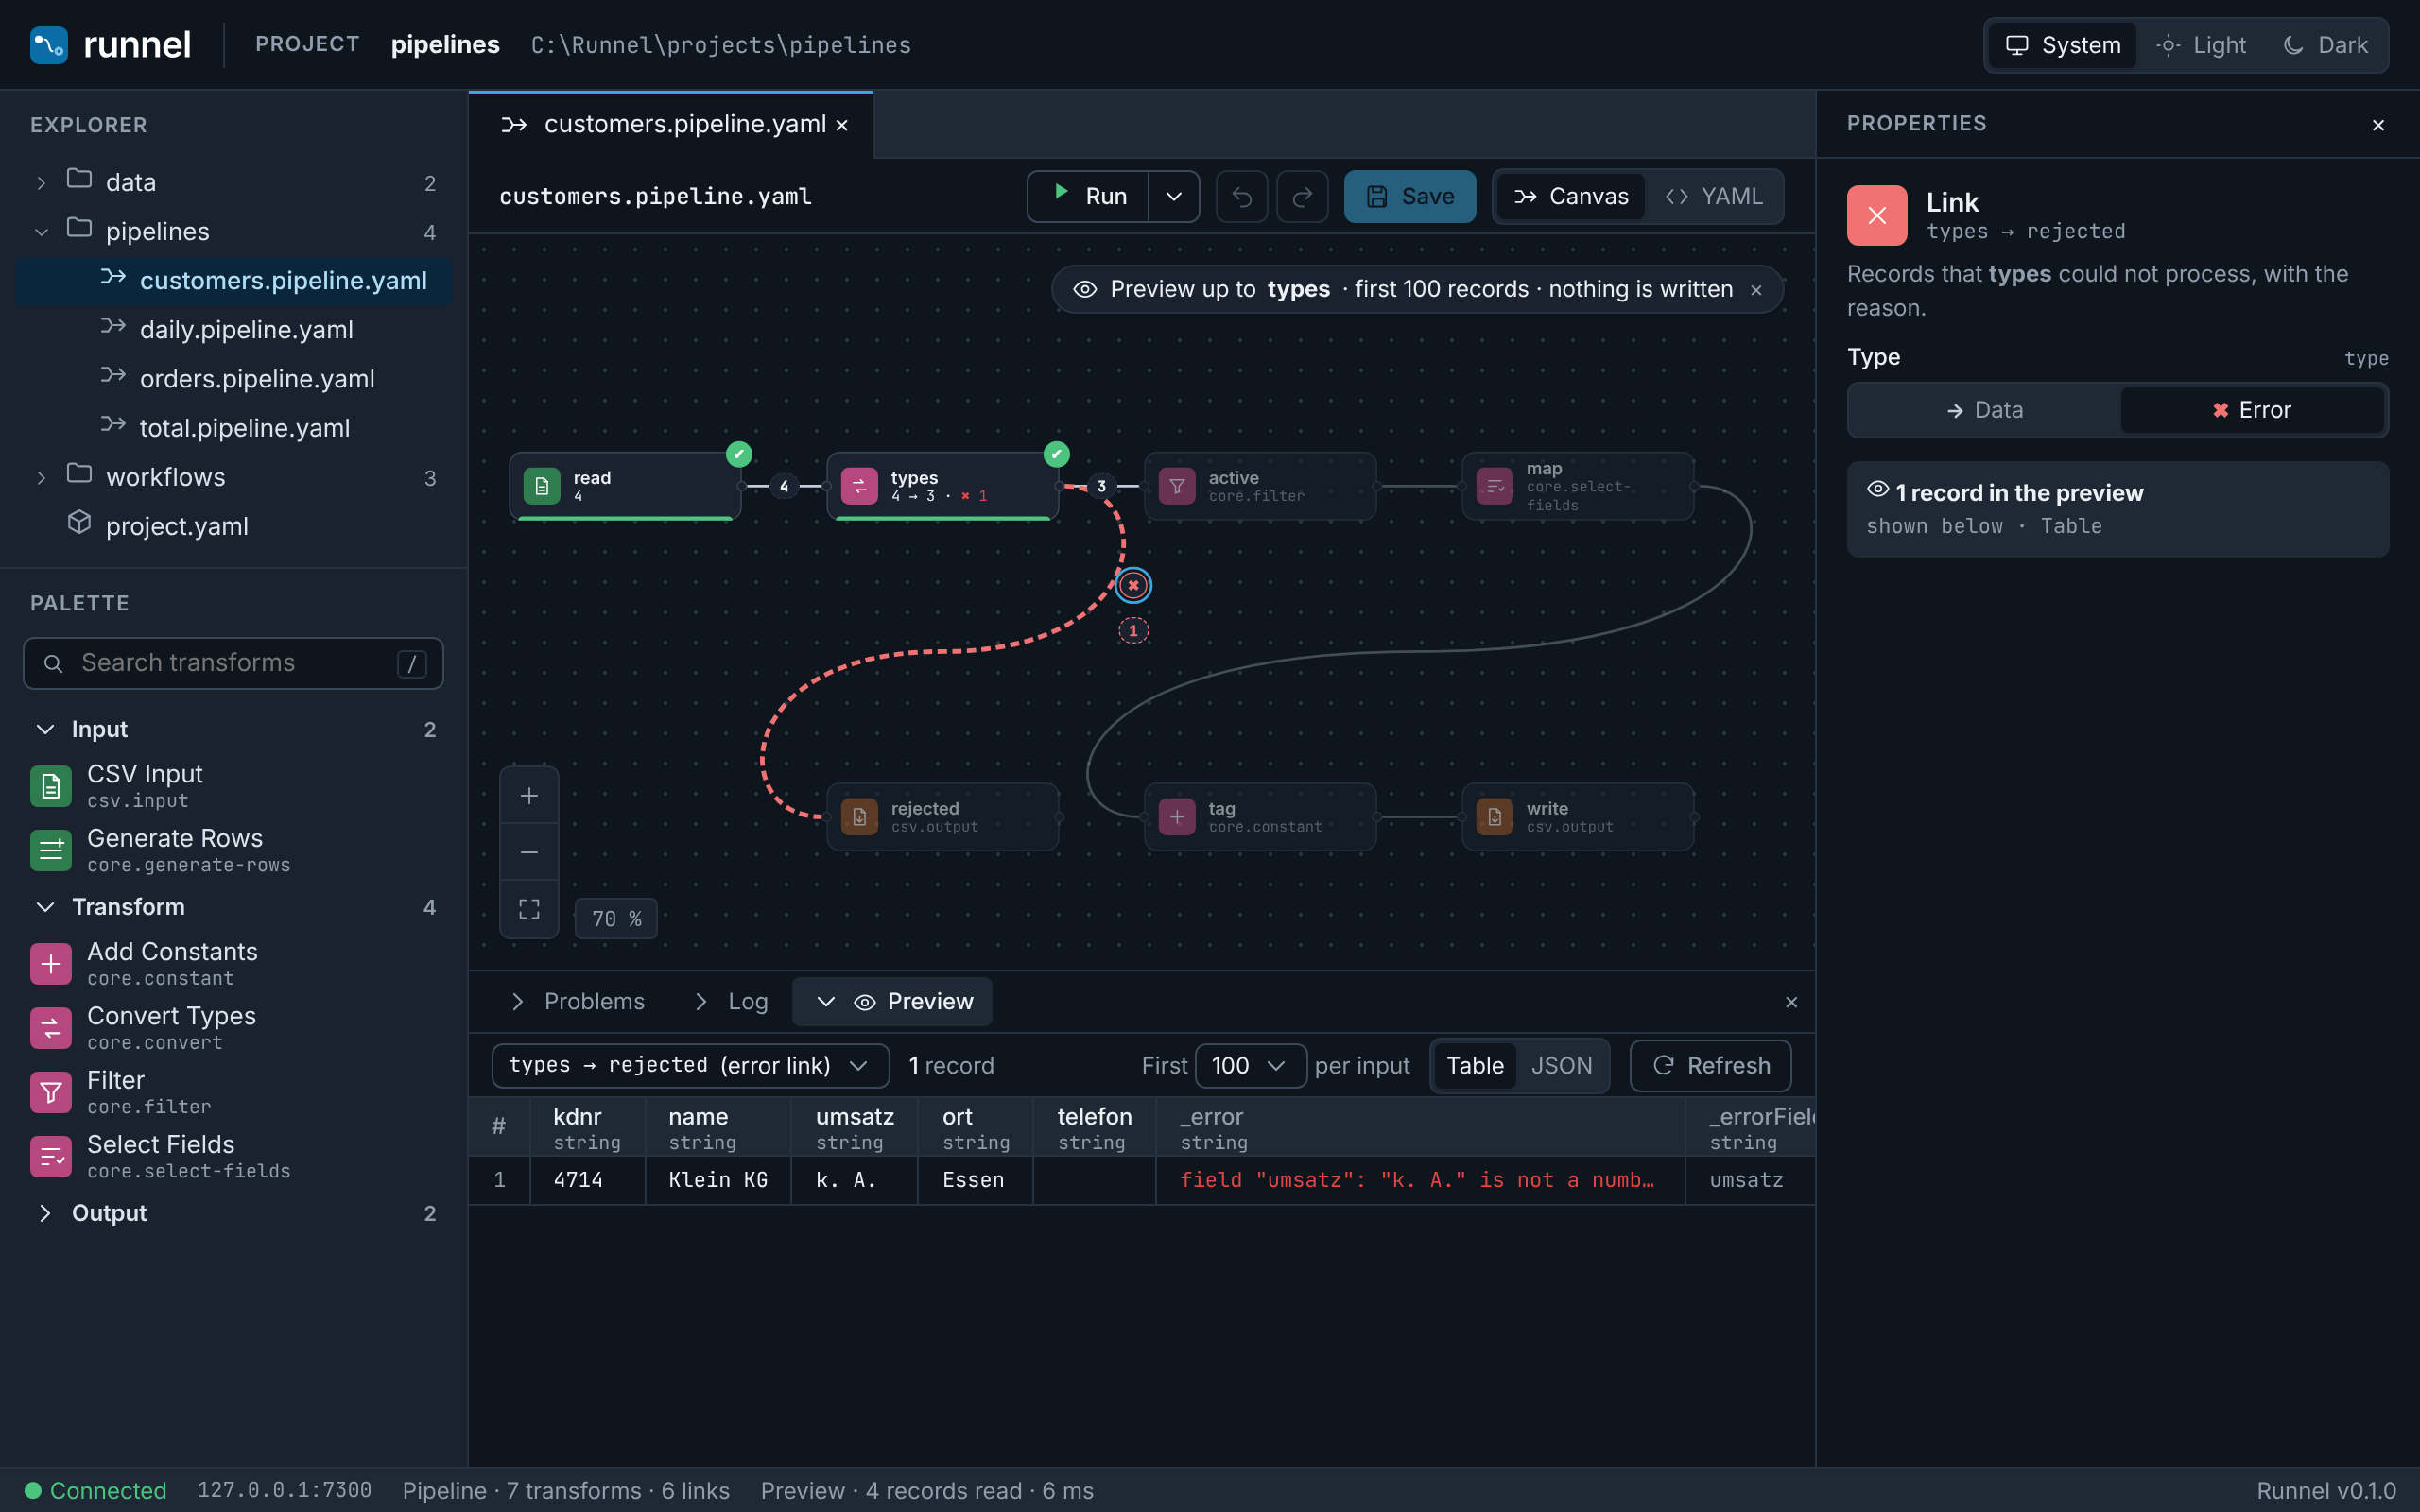 runnel
PROJECT pipelines C:\Runnel\projects\pipelines
System Light Dark
EXPLORER
data 2
pipelines 4
customers.pipeline.yaml
daily.pipeline.yaml
orders.pipeline.yaml
total.pipeline.yaml
workflows 3
project.yaml
PALETTE
Search transforms /
Input 2
CSV Input
csv.input
Generate Rows
core.generate-rows
Transform 4
Add Constants
core.constant
Convert Types
core.convert
Filter
core.filter
Select Fields
core.select-fields
Output 2
customers.pipeline.yaml ×
customers.pipeline.yaml Run Save Canvas YAML
Preview up to types · first 100 records · nothing is written ×
read
4
4
types
4 → 3 · ✖ 1
3
active
core.filter
map
core.select-
fields
✖
1
rejected
csv.output
tag
core.constant
write
csv.output
+
−
70 %
Problems Log Preview ×
types → rejected (error link) 1 record First 100 per input Table JSON Refresh
# kdnr name umsatz ort telefon _error _errorFiel
string string string string string string string
1 4714 Klein KG k. A. Essen field "umsatz": "k. A." is not a numb… umsatz
PROPERTIES ×
Link
types → rejected
Records that types could not process, with the
reason.
Type type
→ Data ✖ Error
1 record in the preview
shown below · Table
Connected 127.0.0.1:7300 Pipeline · 7 transforms · 6 links Preview · 4 records read · 6 ms Runnel v0.1.0